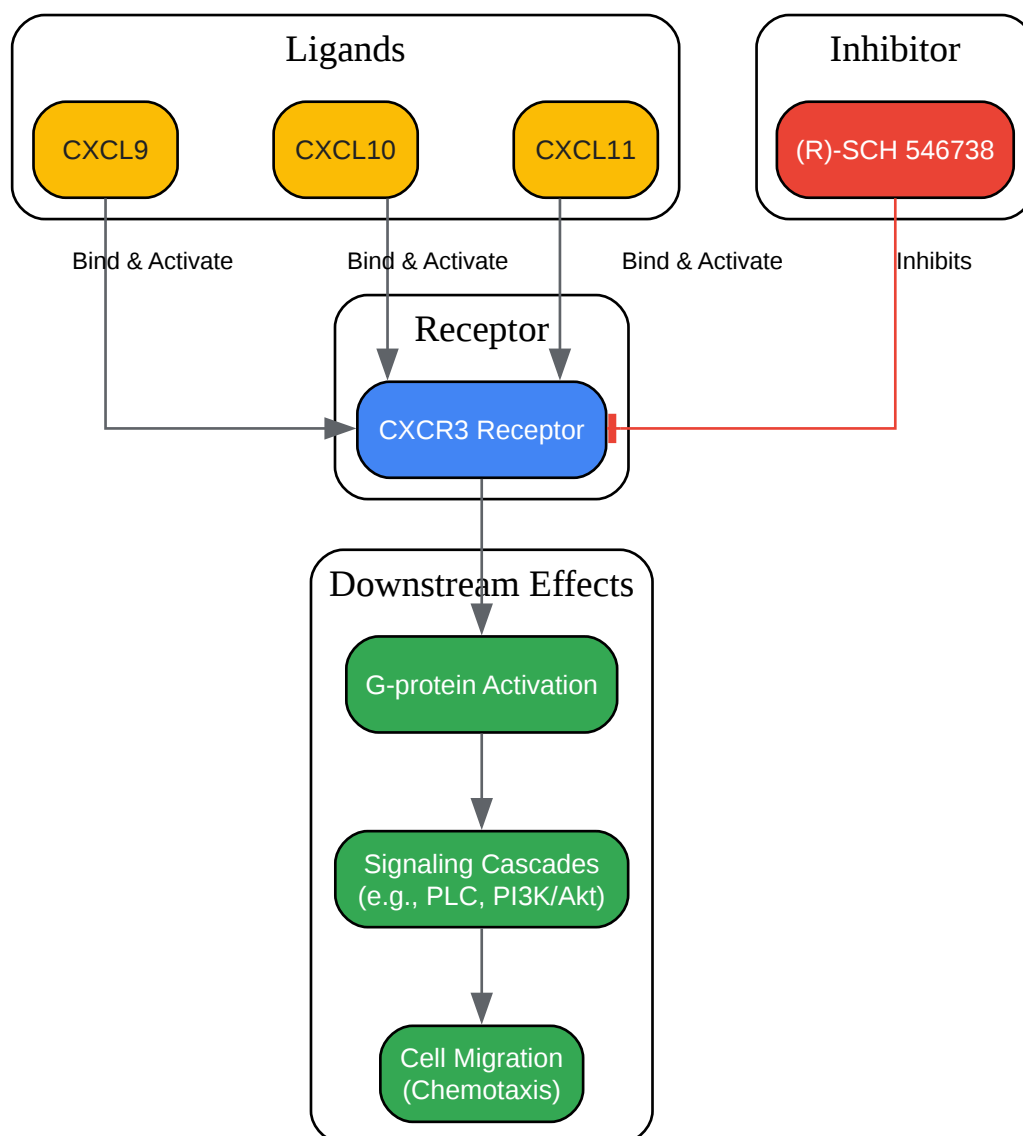 Ligands
Inhibitor
CXCL9
CXCL10
CXCL11
(R)-SCH 546738
Bind & Activate
Bind & Activate
Bind & Activate
Inhibits
Receptor
CXCR3 Receptor
Downstream Effects
G-protein Activation
Signaling Cascades
(e.g., PLC, PI3K/Akt)
Cell Migration
(Chemotaxis)